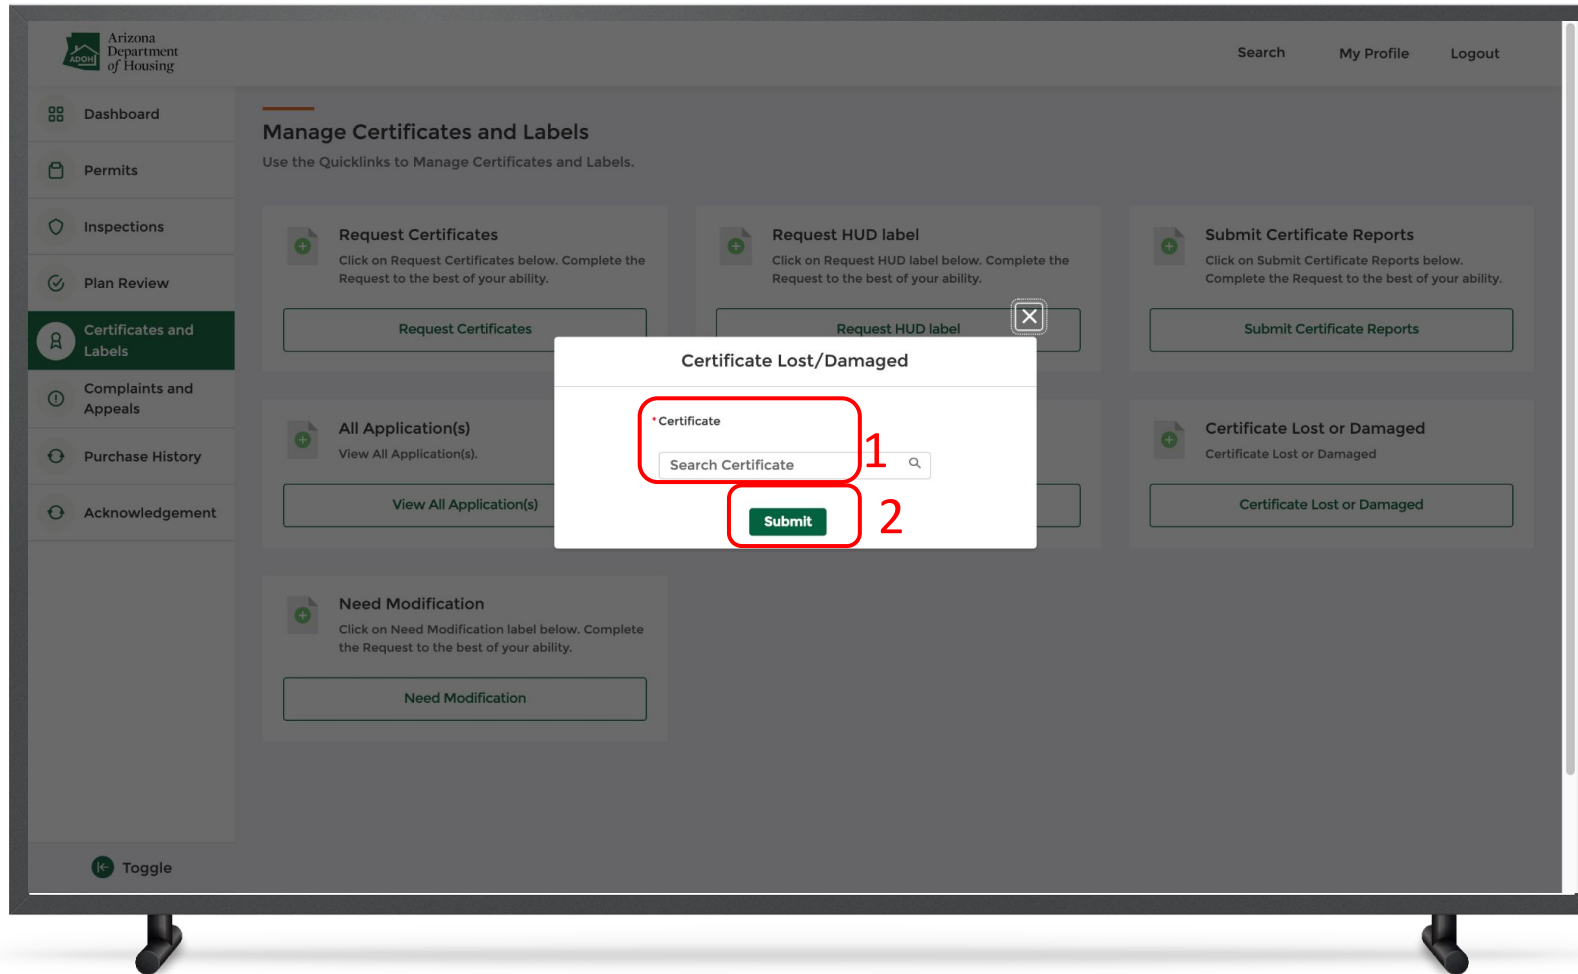 Arizona
Department
of Housing
ADOH
Search
My Profile
Logout
Dashboard
Permits
Inspections
Plan Review
Certificates and
Labels
Complaints and
Appeals
Purchase History
Acknowledgement
Toggle
Manage Certificates and Labels
Use the Quicklinks to Manage Certificates and Labels.
Request Certificates
Click on Request Certificates below. Complete the
Request to the best of your ability.
Request Certificates
Request HUD label
Click on Request HUD label below. Complete the
Request to the best of your ability.
Request HUD label
Submit Certificate Reports
Click on Submit Certificate Reports below.
Complete the Request to the best of your ability.
Submit Certificate Reports
Certificate Lost/Damaged
*Certificate
Search Certificate
1
Submit
2
All Application(s)
View All Application(s).
View All Application(s)
Certificate Lost or Damaged
Certificate Lost or Damaged
Certificate Lost or Damaged
Need Modification
Click on Need Modification label below. Complete
the Request to the best of your ability.
Need Modification